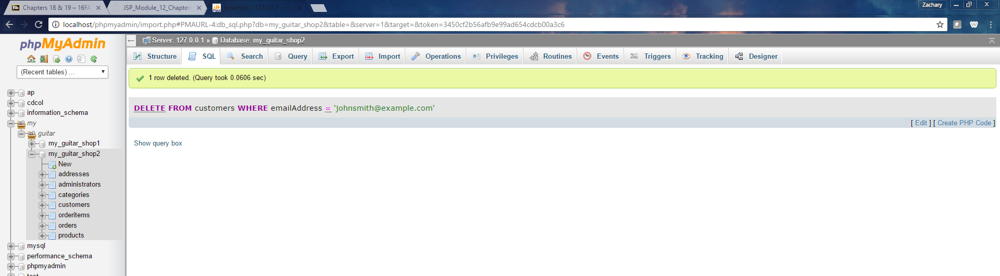 Bb Chapters 18 & 19 – 16FA
JSP_Module_12_Chapters
localhost / 127.0.0.1 / m
Zachary
localhost/phpmyadmin/import.php#PMAURL-4:db_sql.php?db=my_guitar_shop2&table=&server=1&target=&token=3450cf2b56afb9e99ad654cdcb00a3c6
W
phpMyAdmin
(Recent tables) ...
ap
cdcol
information_schema
my
guitar
my_guitar_shop1
my_guitar_shop2
New
addresses
administrators
categories
customers
orderitems
orders
products
mysql
performance_schema
phpmyadmin
test
Server: 127.0.0.1 » Database: my_guitar_shop2
Structure SQL Search Query Export Import Operations Privileges Routines Events Triggers Tracking Designer
1 row deleted. (Query took 0.0606 sec)
DELETE FROM customers WHERE emailAddress = 'johnsmith@example.com'
[ Edit ] [ Create PHP Code ]
Show query box